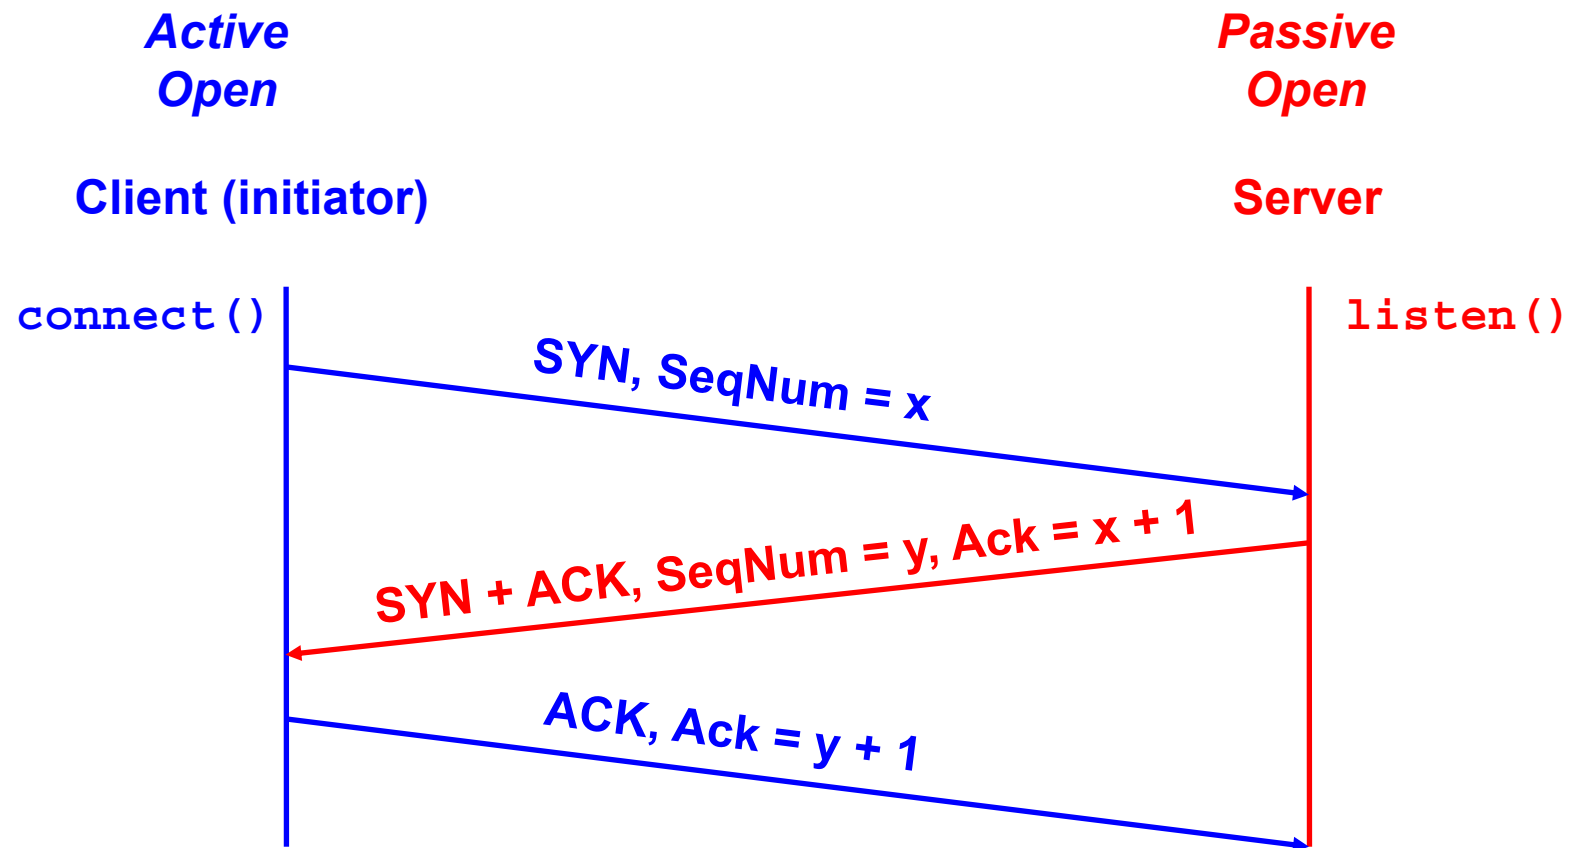 Active
Open
Passive
Open
Client (initiator)
Server
connect()
listen()
SYN, SeqNum = x
SYN + ACK, SeqNum = y, Ack = x + 1
ACK, Ack = y + 1